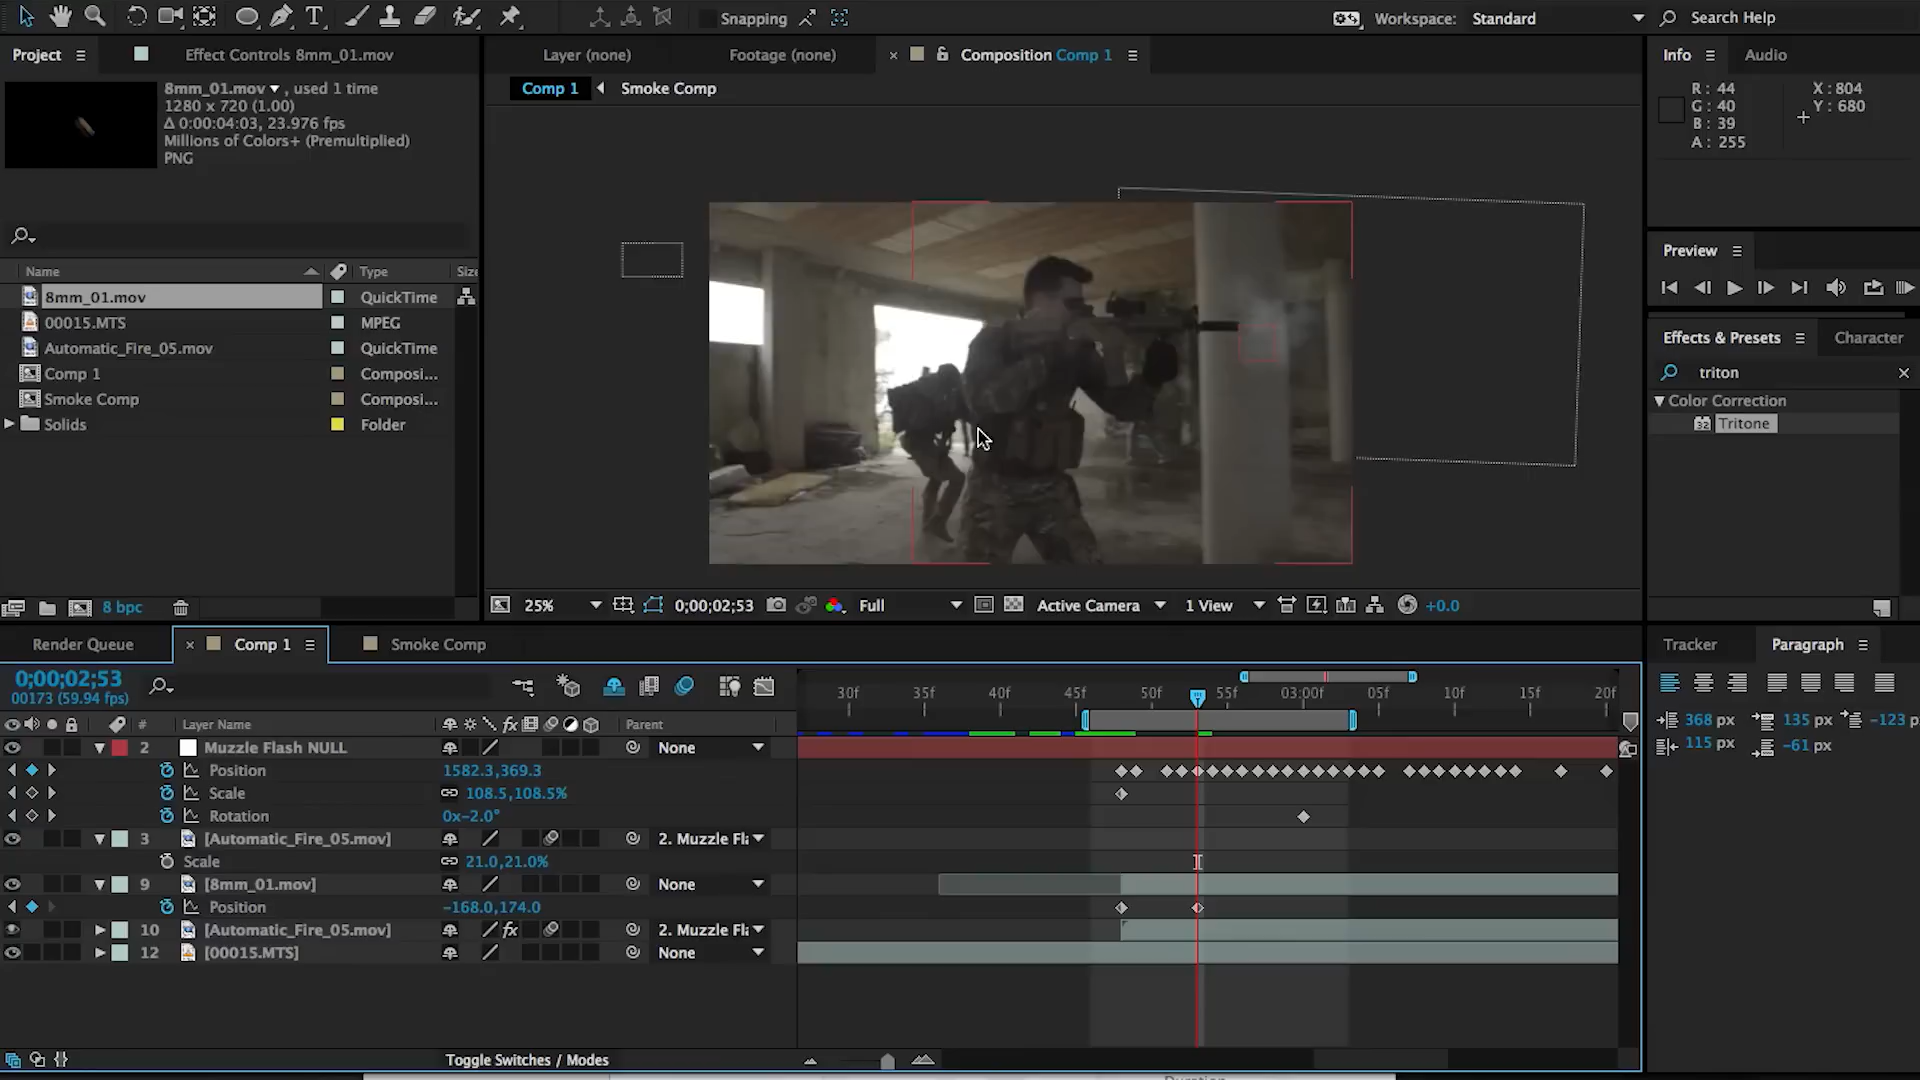 Snapping
Workspace: Standard
Search Help
Project
Effect Controls 8mm_01.mov
8mm_01.mov , used 1 time
1280 x 720 (1.00)
Δ 0:00:04:03, 23.976 fps
Millions of Colors+ (Premultiplied)
PNG
Name Type Size
8mm_01.mov QuickTime
00015.MTS MPEG
Automatic_Fire_05.mov QuickTime
Comp 1 Composi...
Smoke Comp Composi...
Solids Folder
8 bpc
Layer (none)
Footage (none)
× Composition Comp 1
Comp 1 Smoke Comp
25% 0;00;02;53 Full Active Camera 1 View +0.0
Info Audio
R: 44 X: 804
G: 40 Y: 680
B: 39
A: 255
Preview
Effects & Presets Character
triton ×
Color Correction
32 Tritone
Tracker Paragraph
368 px 135 px -123 p
115 px -61 px
Render Queue × Comp 1 Smoke Comp
0;00;02;53
00173 (59.94 fps)
30f 35f 40f 45f 50f 55f 03:00f 05f 10f 15f 20f
# Layer Name fx Parent
2 Muzzle Flash NULL None
Position 1582.3,369.3
Scale 108.5,108.5%
Rotation 0x-2.0°
3 [Automatic_Fire_05.mov] 2. Muzzle Fla
Scale 21.0,21.0%
9 [8mm_01.mov] None
Position -168.0,174.0
10 [Automatic_Fire_05.mov] fx 2. Muzzle Fla
12 [00015.MTS] None
Toggle Switches / Modes
Duration